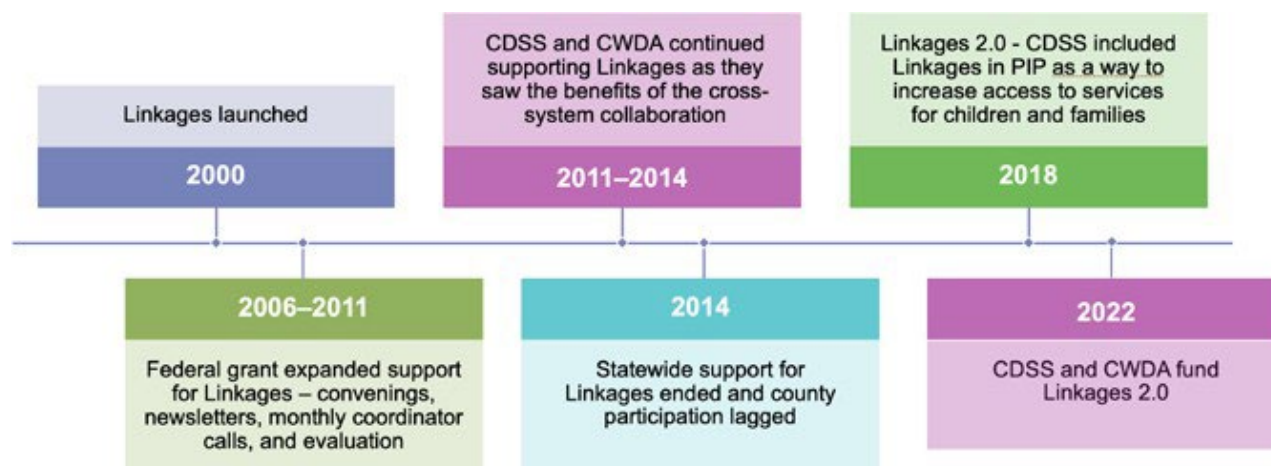 Linkages launched
2000
2006–2011
Federal grant expanded support
for Linkages – convenings,
newsletters, monthly coordinator
calls, and evaluation
CDSS and CWDA continued
supporting Linkages as they
saw the benefits of the cross-
system collaboration
2011–2014
2014
Statewide support for
Linkages ended and county
participation lagged
Linkages 2.0 - CDSS included
Linkages in PIP as a way to
increase access to services
for children and families
2018
2022
CDSS and CWDA fund
Linkages 2.0